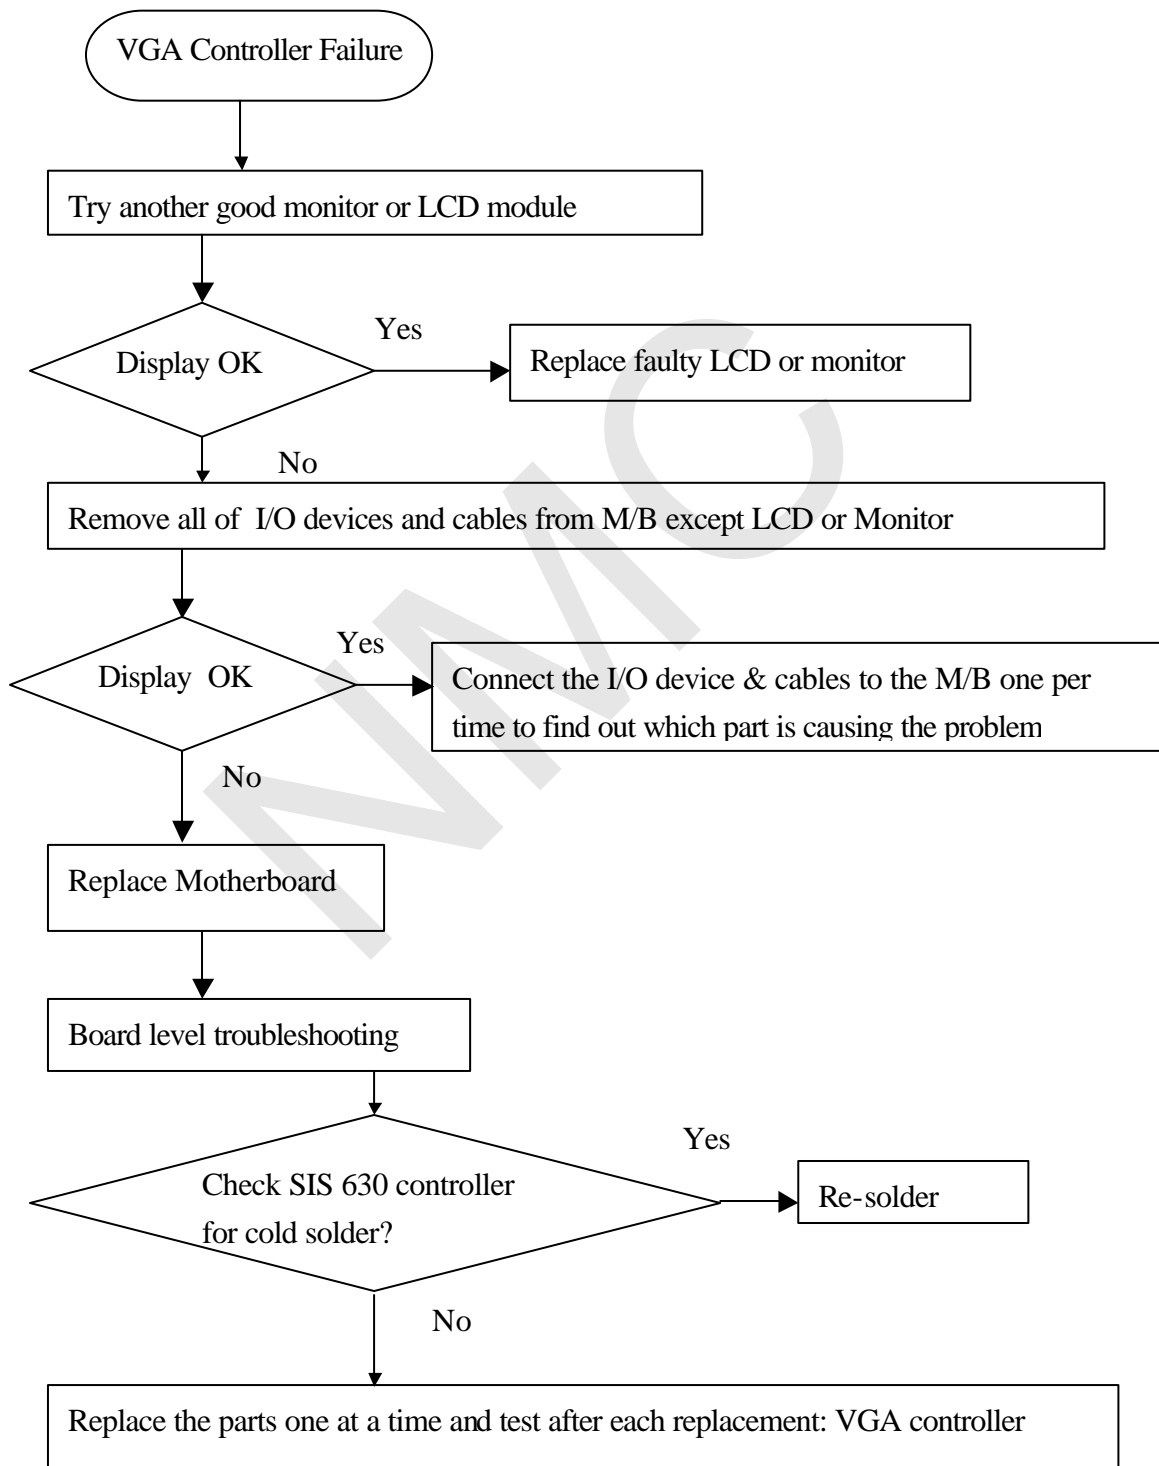 VGA Controller Failure
Try another good monitor or LCD module
Display OK
Yes
Replace faulty LCD or monitor
No
Remove all of I/O devices and cables from M/B except LCD or Monitor
Display OK
Yes
Connect the I/O device & cables to the M/B one per
time to find out which part is causing the problem
No
Replace Motherboard
Board level troubleshooting
Check SIS 630 controller
for cold solder?
Yes
Re-solder
No
Replace the parts one at a time and test after each replacement: VGA controller
NMC